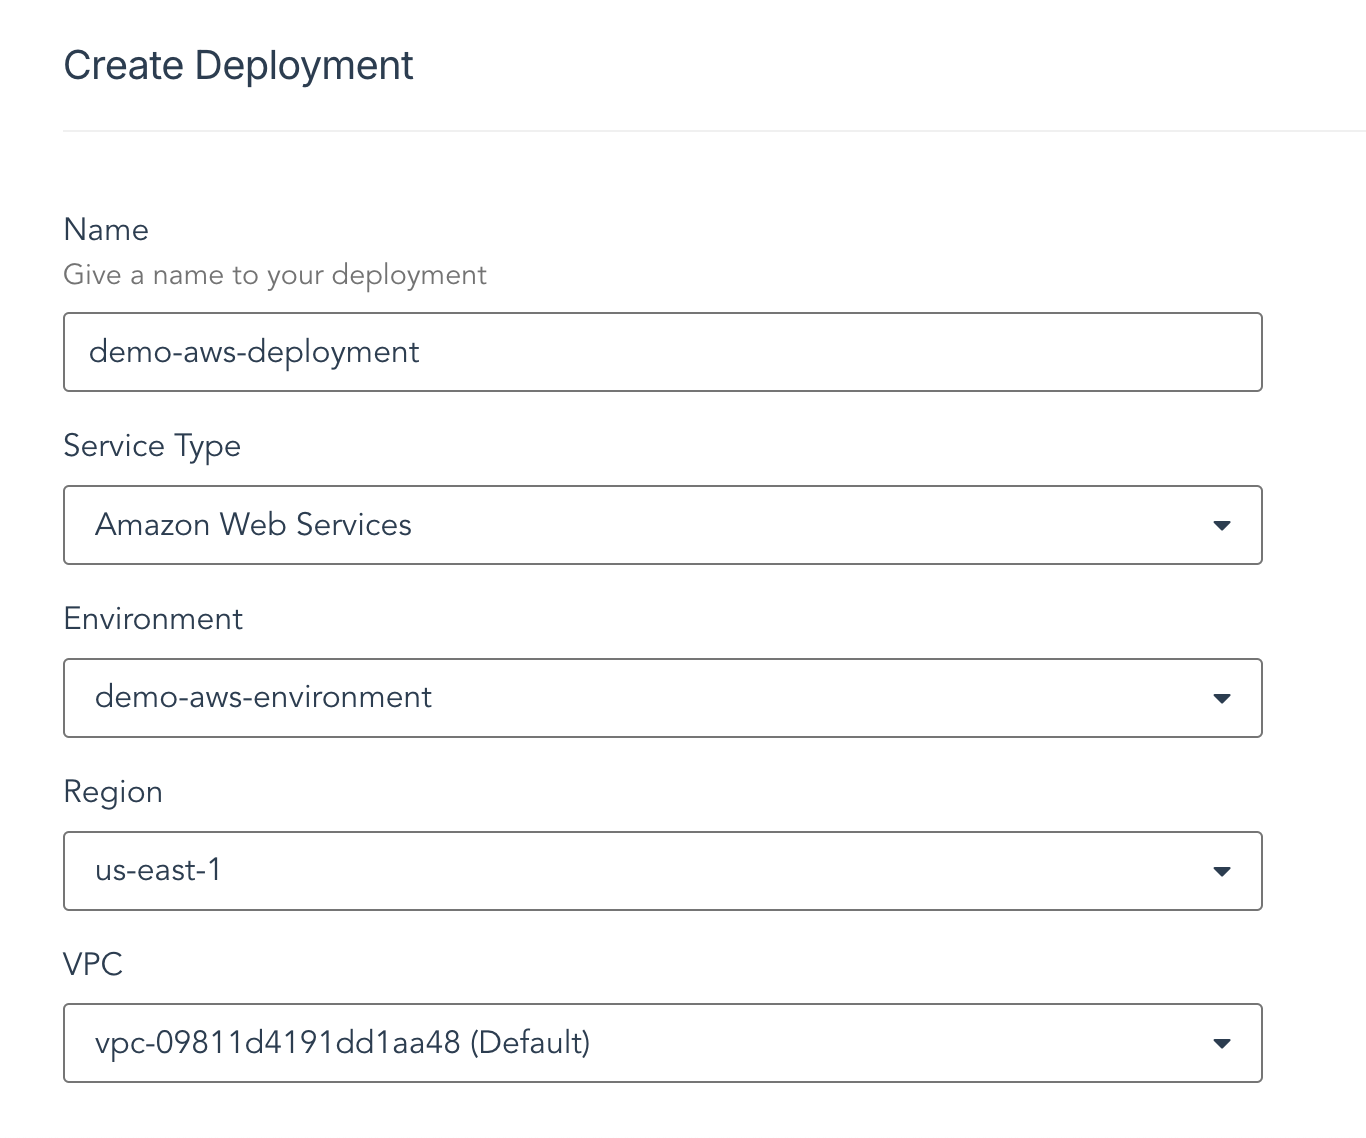 Create Deployment
Name
Give a name to your deployment
demo-aws-deployment
Service Type
Amazon Web Services
Environment
demo-aws-environment
Region
us-east-1
VPC
vpc-09811d4191dd1aa48 (Default)